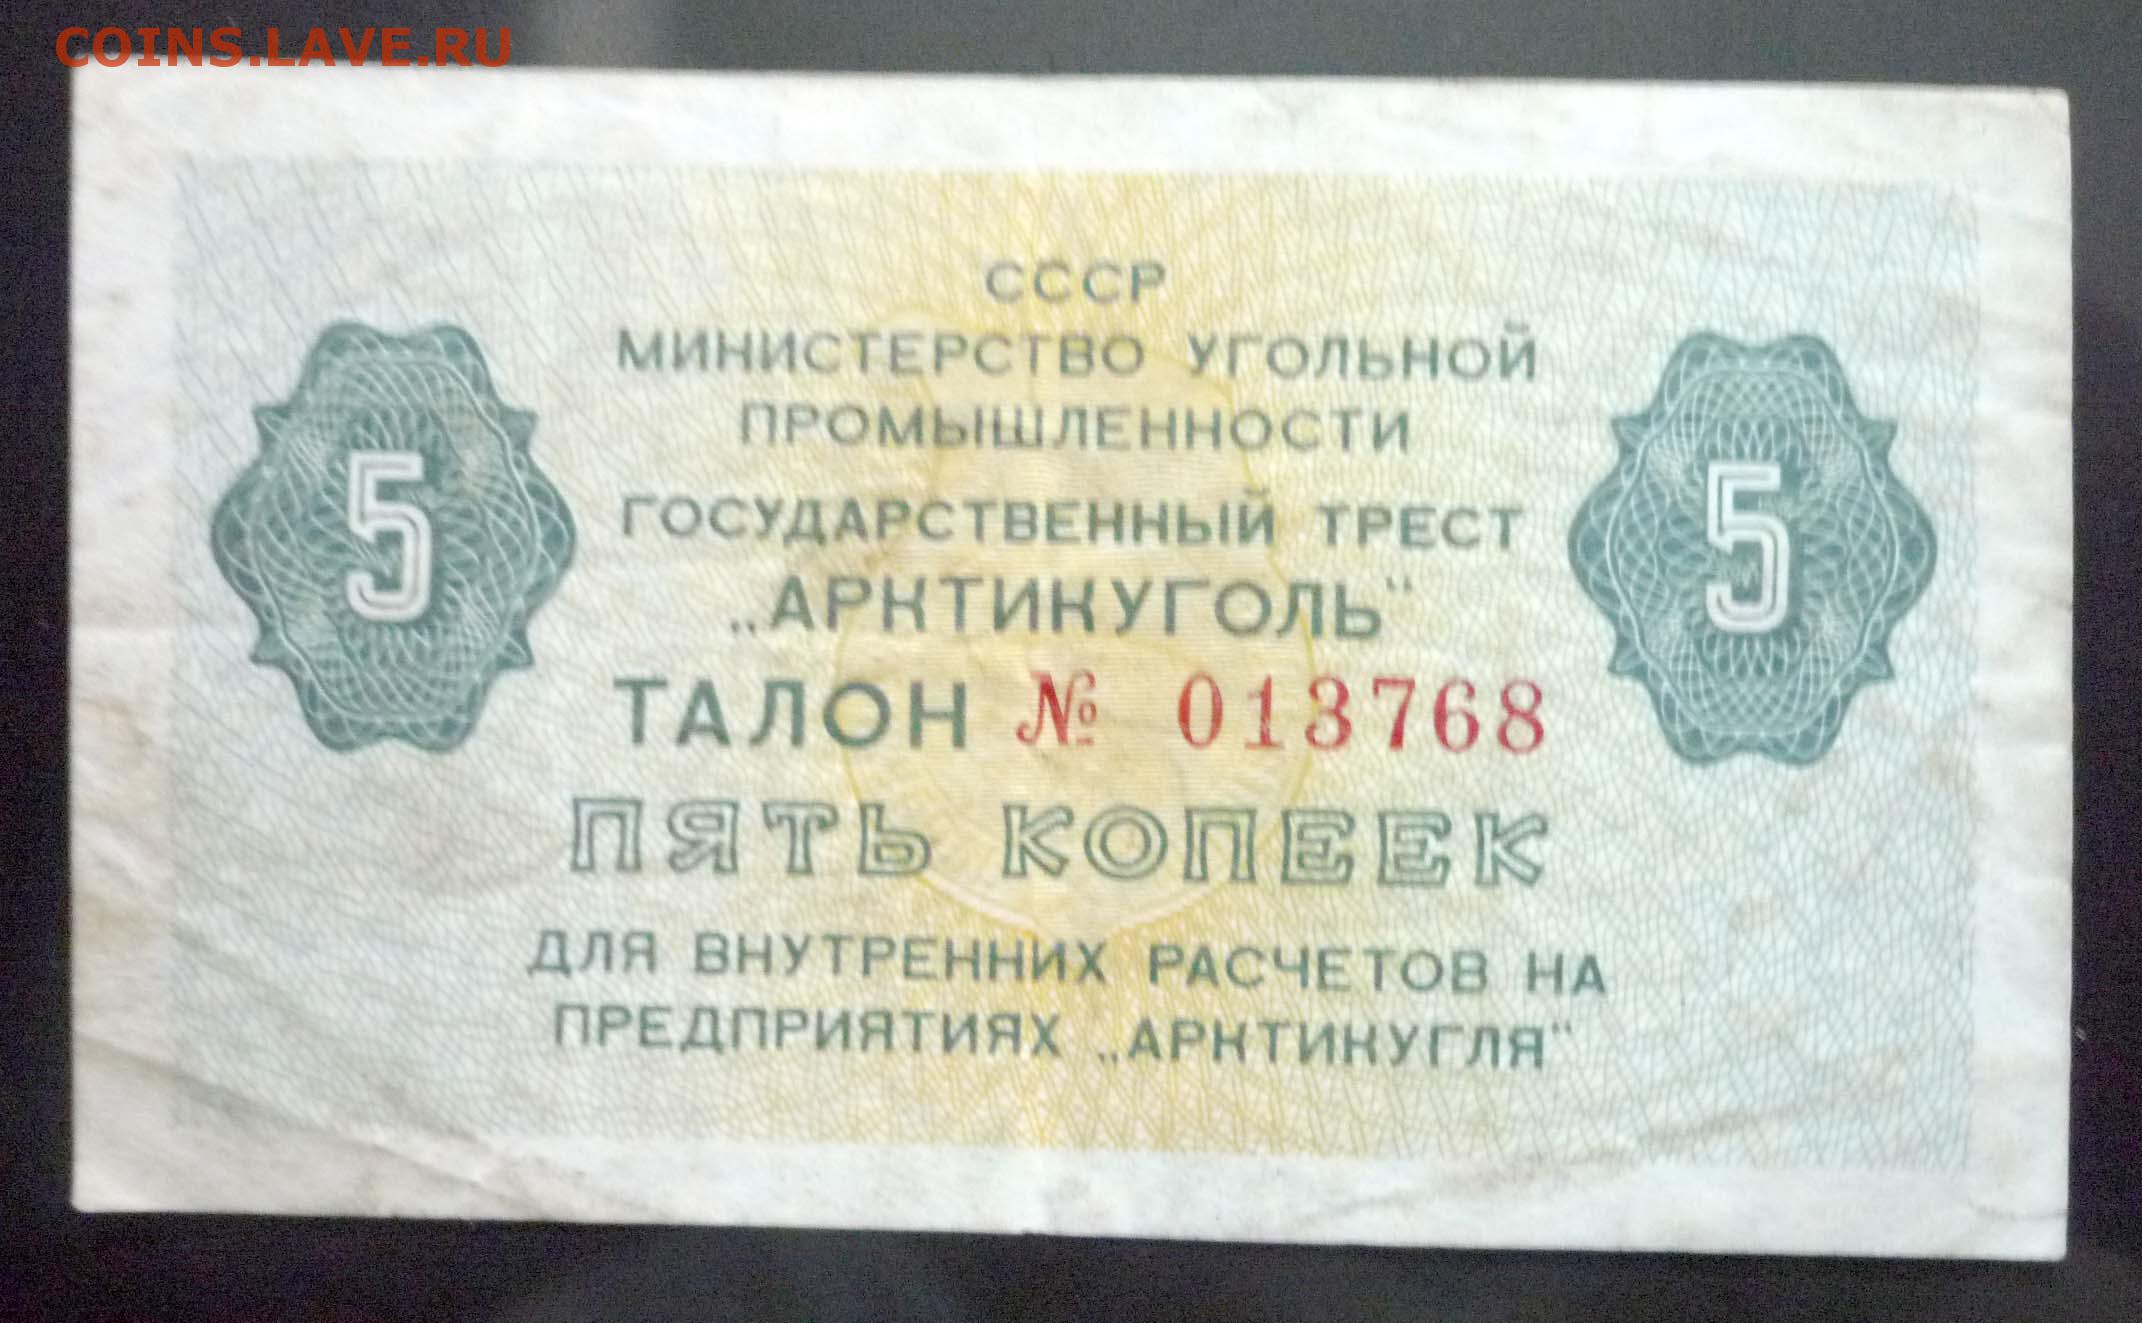 COINS.LAVE.RU
СССР
МИНИСТЕРСТВО УГОЛЬНОЙ
ПРОМЫШЛЕННОСТИ
ГОСУДАРСТВЕННЫЙ ТРЕСТ
„АРКТИКУГОЛЬ"
5 5
ТАЛОН № 013768
ПЯТЬ КОПЕЕК
ДЛЯ ВНУТРЕННИХ РАСЧЕТОВ НА
ПРЕДПРИЯТИЯХ „АРКТИКУГЛЯ"